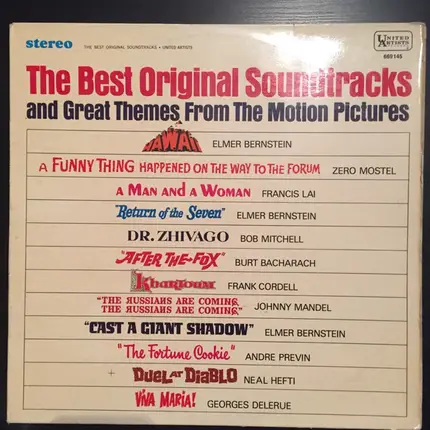 stereo THE BEST ORIGINAL SOUNDTRACKS • UNITED ARTISTS
UNITED ARTISTS
669 145
The Best Original Soundtracks
and Great Themes From The Motion Pictures
HAWAII ELMER BERNSTEIN
A FUNNY THING HAPPENED ON THE WAY TO THE FORUM ZERO MOSTEL
A MAN AND A WOMAN FRANCIS LAI
"Return of the Seven" ELMER BERNSTEIN
DR. ZHIVAGO BOB MITCHELL
"AFTER THE FOX" BURT BACHARACH
Khartoum FRANK CORDELL
"THE RUSSIANS ARE COMING
THE RUSSIANS ARE COMING" JOHNNY MANDEL
"CAST A GIANT SHADOW" ELMER BERNSTEIN
"The Fortune Cookie" ANDRE PREVIN
DUEL AT DIABLO NEAL HEFTI
VIVA MARIA! GEORGES DELERUE